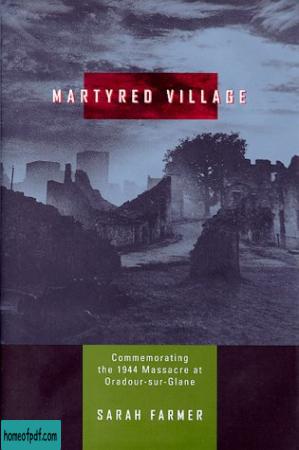 MARTYRED VILLAGE
Commemorating
the 1944 Massacre at
Oradour-sur-Glane
SARAH FARMER
homeofpdf.com